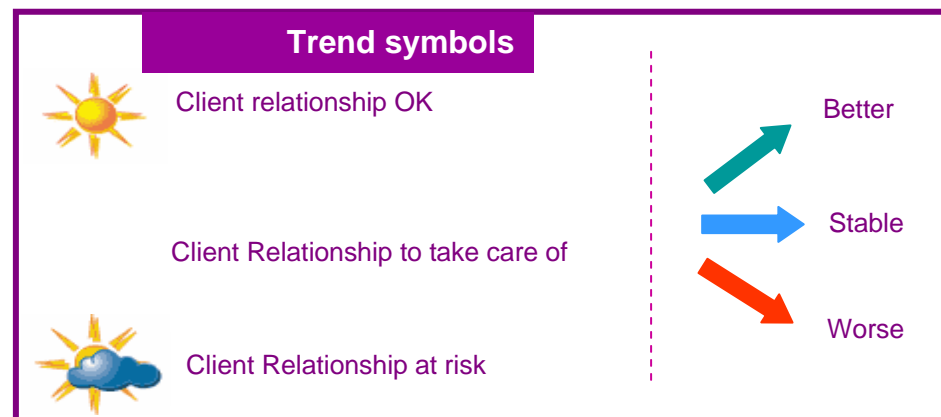 Trend symbols
Client relationship OK
Client Relationship to take care of
Client Relationship at risk
Better
Stable
Worse